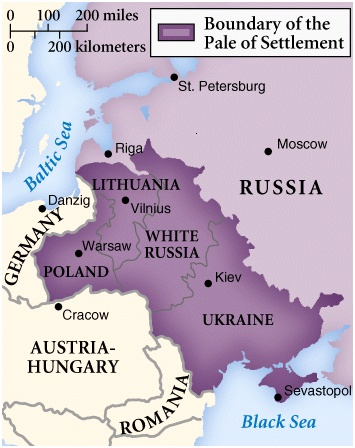 0 100 200 miles
0 200 kilometers
Boundary of the
Pale of Settlement
St. Petersburg
Baltic Sea
Riga
Moscow
LITHUANIA
RUSSIA
Danzig
Vilnius
GERMANY
WHITE
RUSSIA
Warsaw
POLAND
Kiev
Cracow
UKRAINE
AUSTRIA-
HUNGARY
ROMANIA
Sevastopol
Black Sea